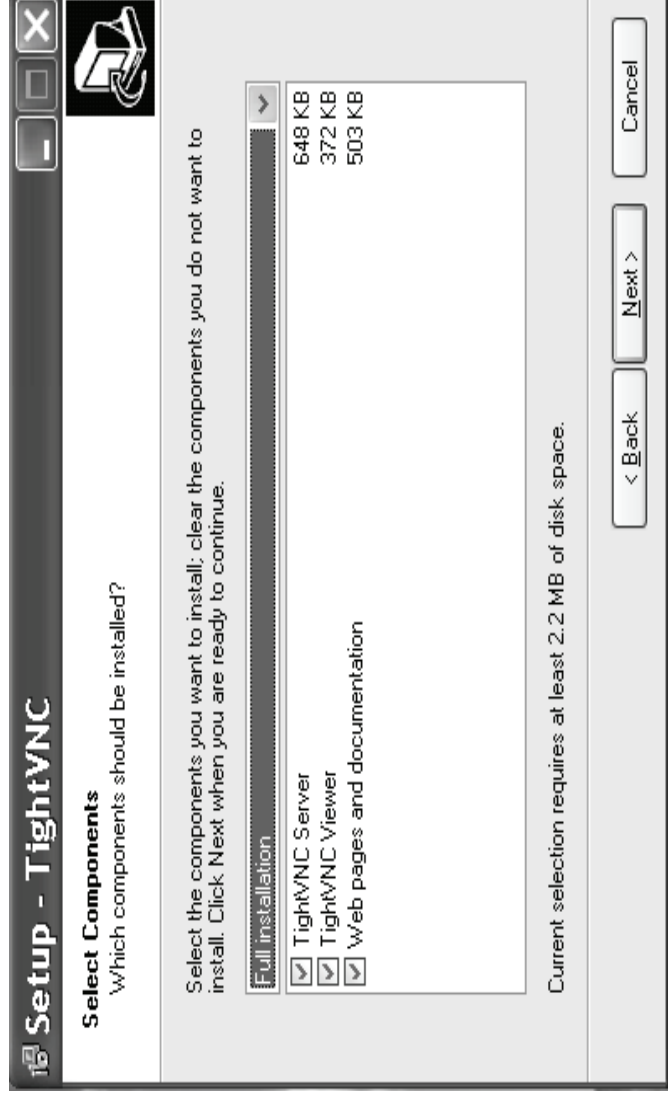 Setup - TightVNC
Select Components
Which components should be installed?
Select the components you want to install; clear the components you do not want to
install. Click Next when you are ready to continue.
Full installation
TightVNC Server 648 KB
TightVNC Viewer 372 KB
Web pages and documentation 503 KB
Current selection requires at least 2.2 MB of disk space.
< Back Next > Cancel